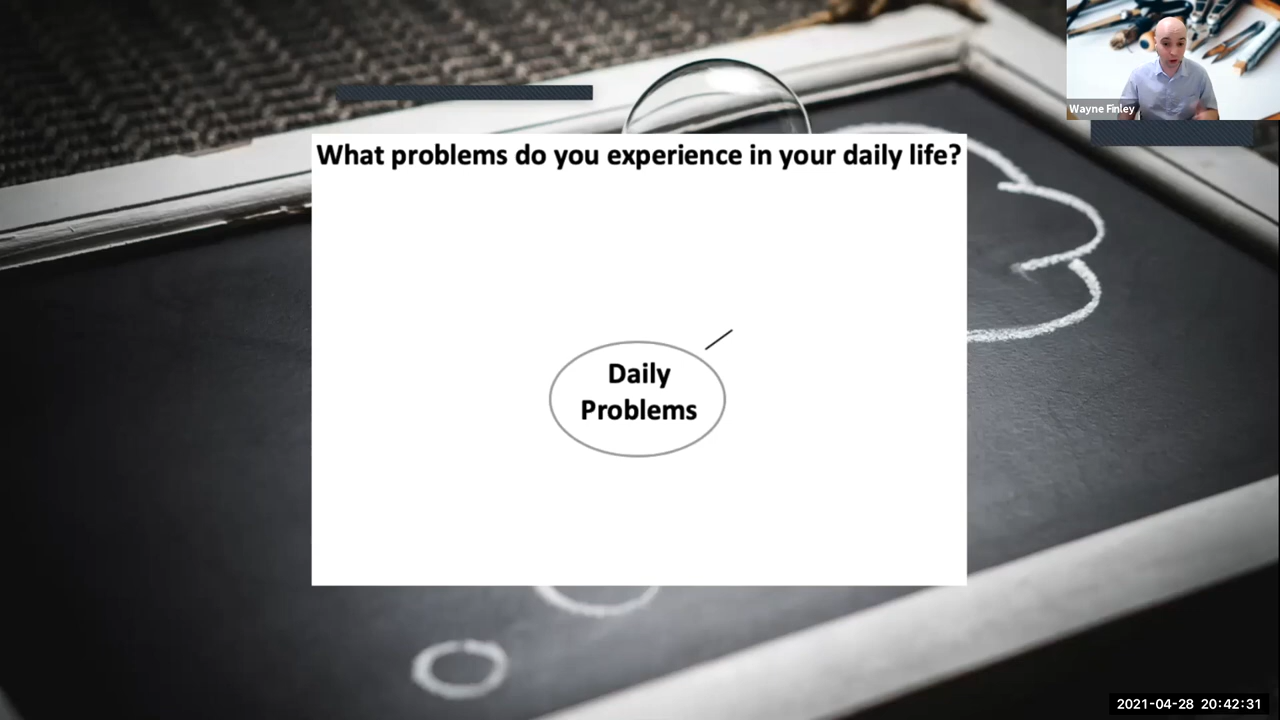 Wayne Finley
What problems do you experience in your daily life?
Daily
Problems
2021-04-28 20:42:31